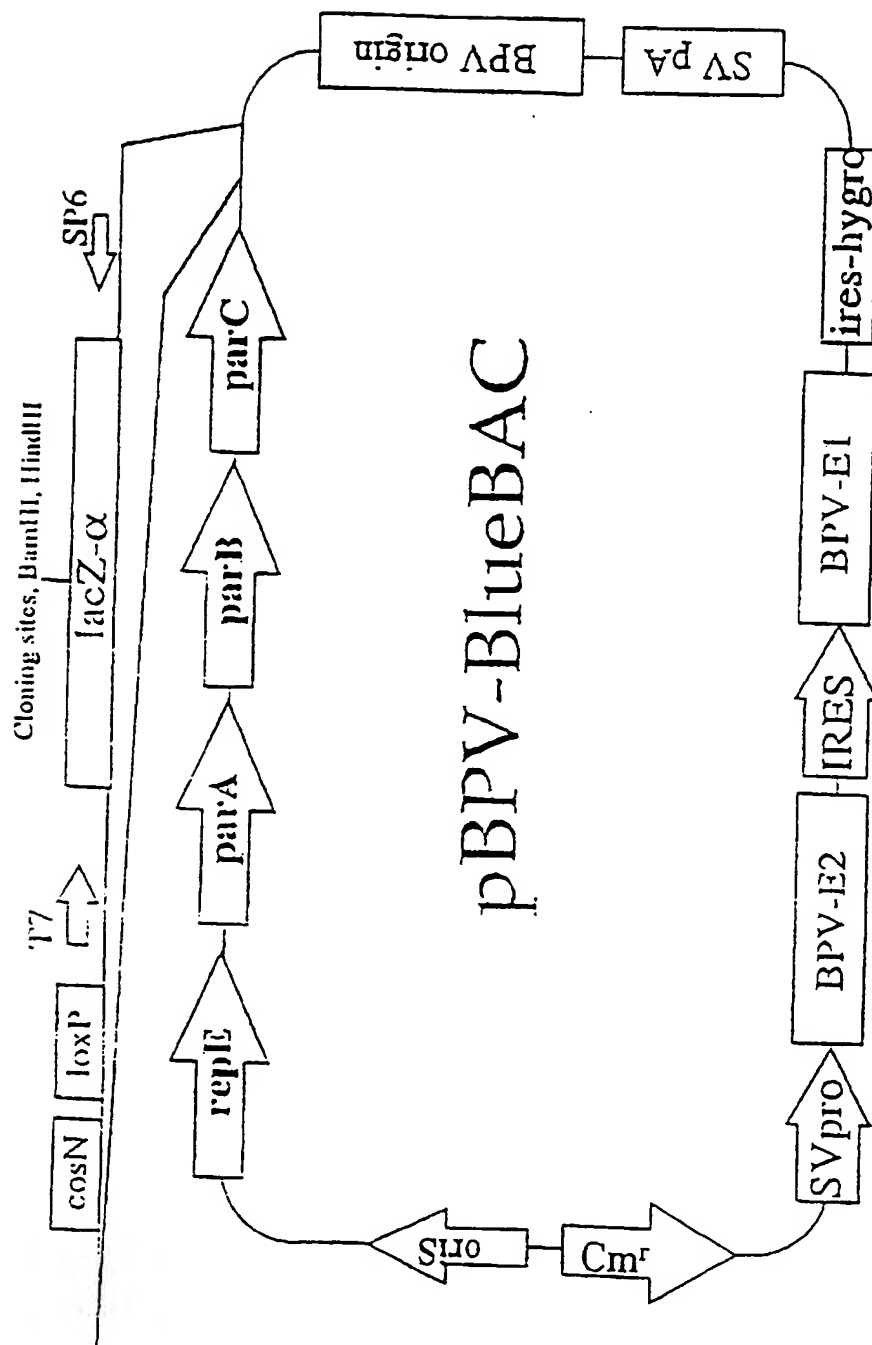 Cloning sites, BamHI, HindIII
cosN
loxP
T7
lacZ-α
SP6
repE
parA
parB
parC
BPV origin
SV pA
ires-hygro
BPV-E1
IRES
BPV-E2
SVpro
Cmʳ
oriS
pBPV-BlueBAC